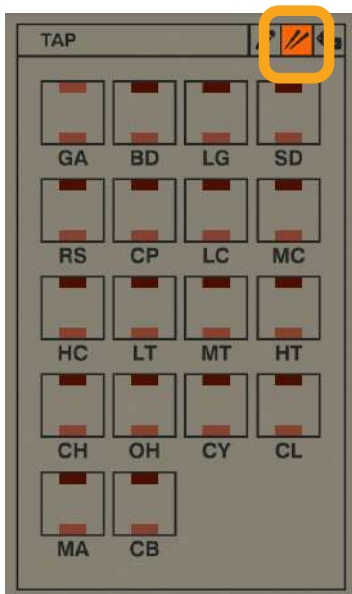 TAP
GA BD LG SD
RS CP LC MC
HC LT MT HT
CH OH CY CL
MA CB